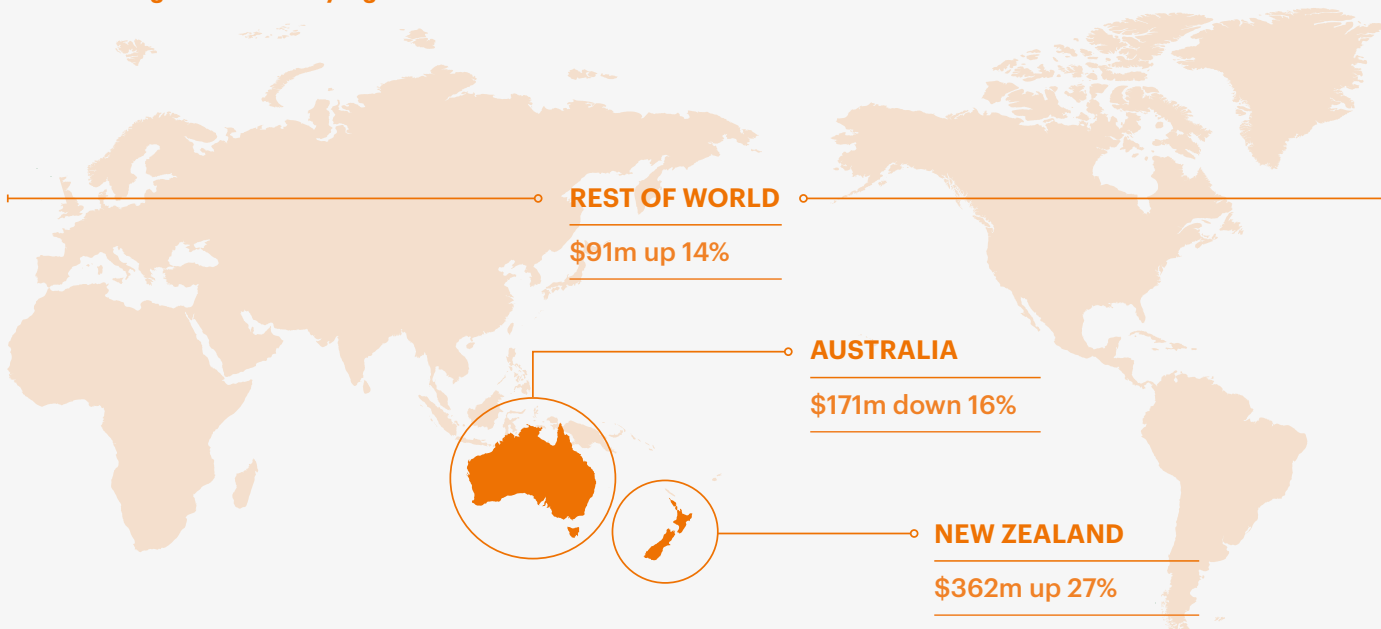 REST OF WORLD
$91m up 14%
AUSTRALIA
$171m down 16%
NEW ZEALAND
$362m up 27%